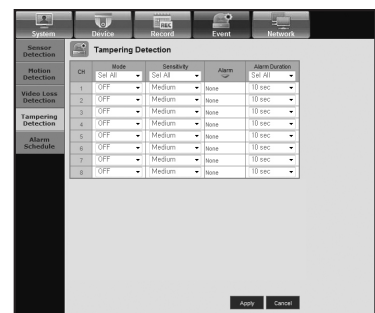 System Device Record Event Network
REC
Sensor Detection
Motion Detection
Video Loss Detection
Tampering Detection
Alarm Schedule
Tampering Detection
CH Mode Sensitivity Alarm Alarm Duration
Sel All Sel All Sel All
1 OFF Medium None 10 sec
2 OFF Medium None 10 sec
3 OFF Medium None 10 sec
4 OFF Medium None 10 sec
5 OFF Medium None 10 sec
6 OFF Medium None 10 sec
7 OFF Medium None 10 sec
8 OFF Medium None 10 sec
Apply Cancel